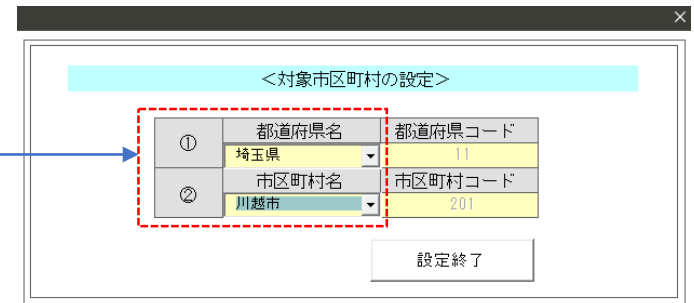 <対象市区町村の設定>
① 都道府県名 都道府県コード
埼玉県 11
② 市区町村名 市区町村コード
川越市 201
設定終了